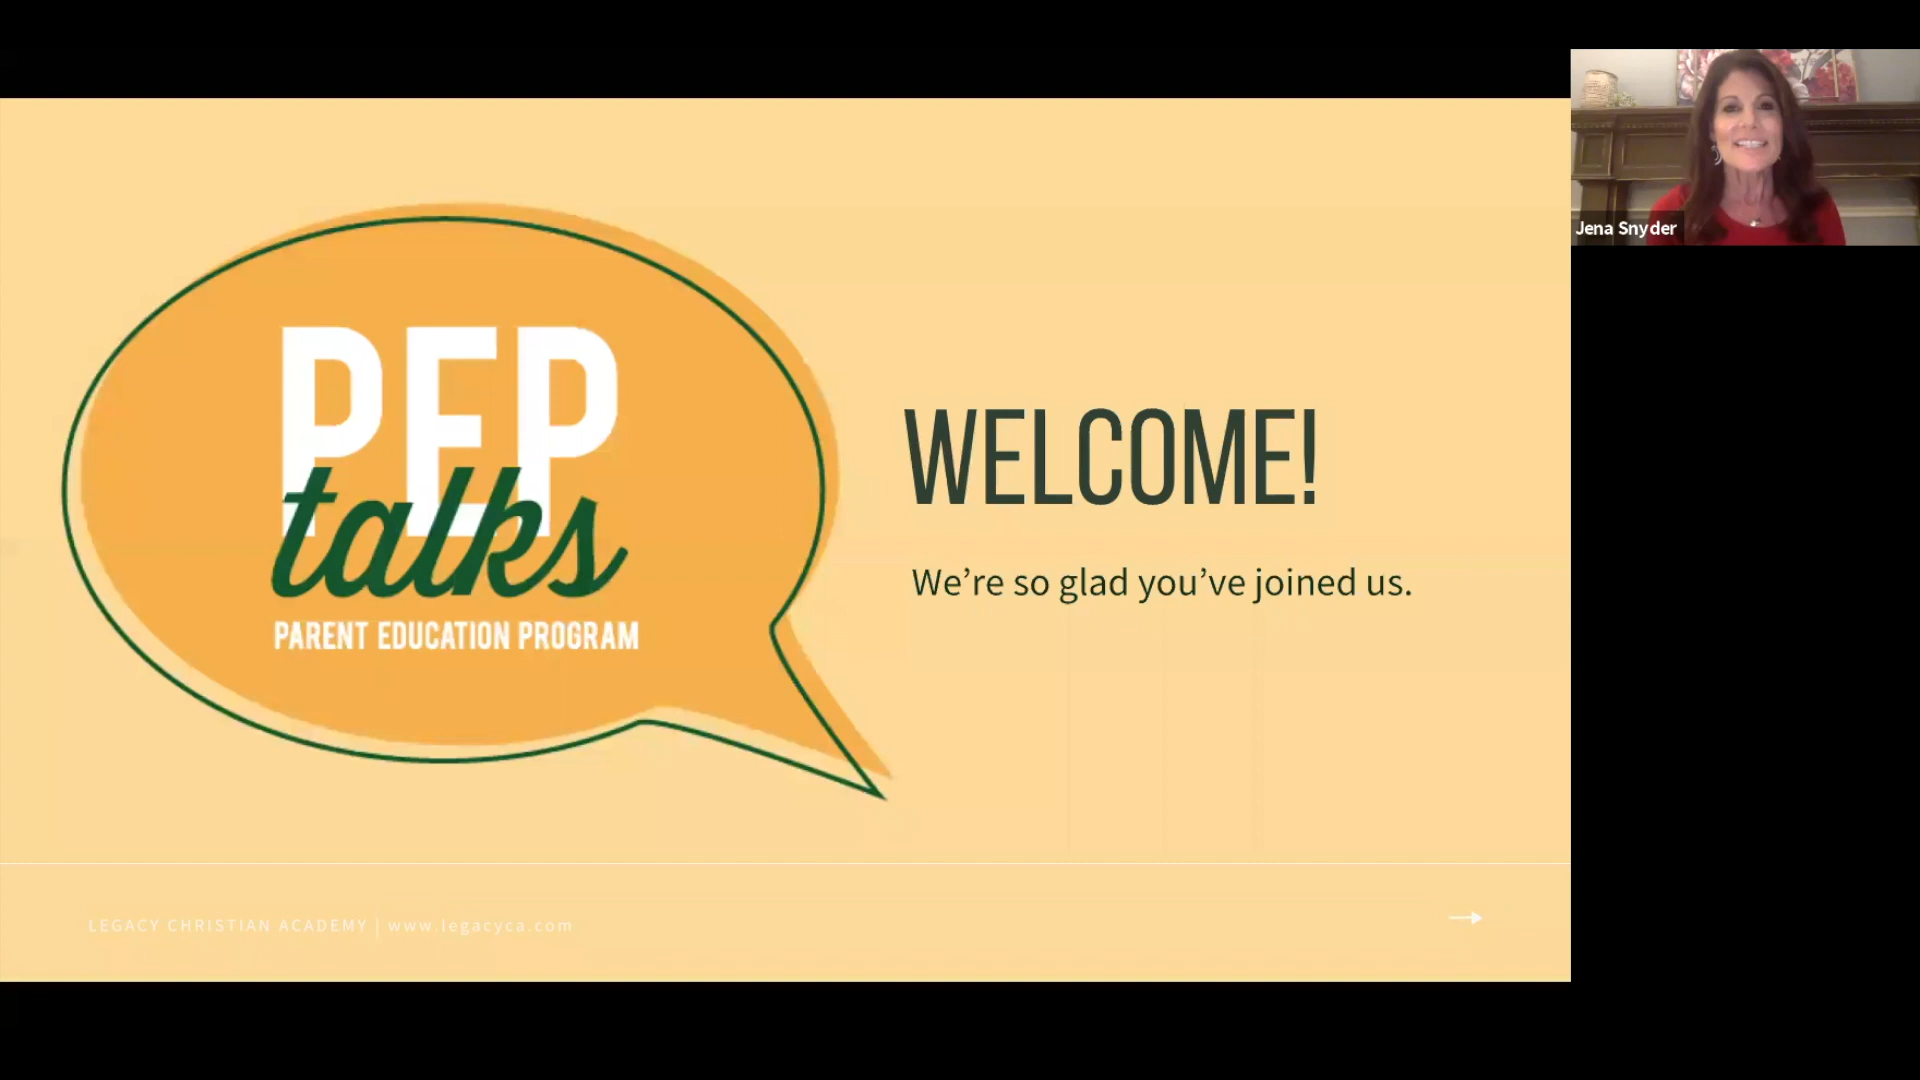 PEP
talks
PARENT EDUCATION PROGRAM
WELCOME!
We’re so glad you’ve joined us.
LEGACY CHRISTIAN ACADEMY | www.legacyca.com
Jena Snyder